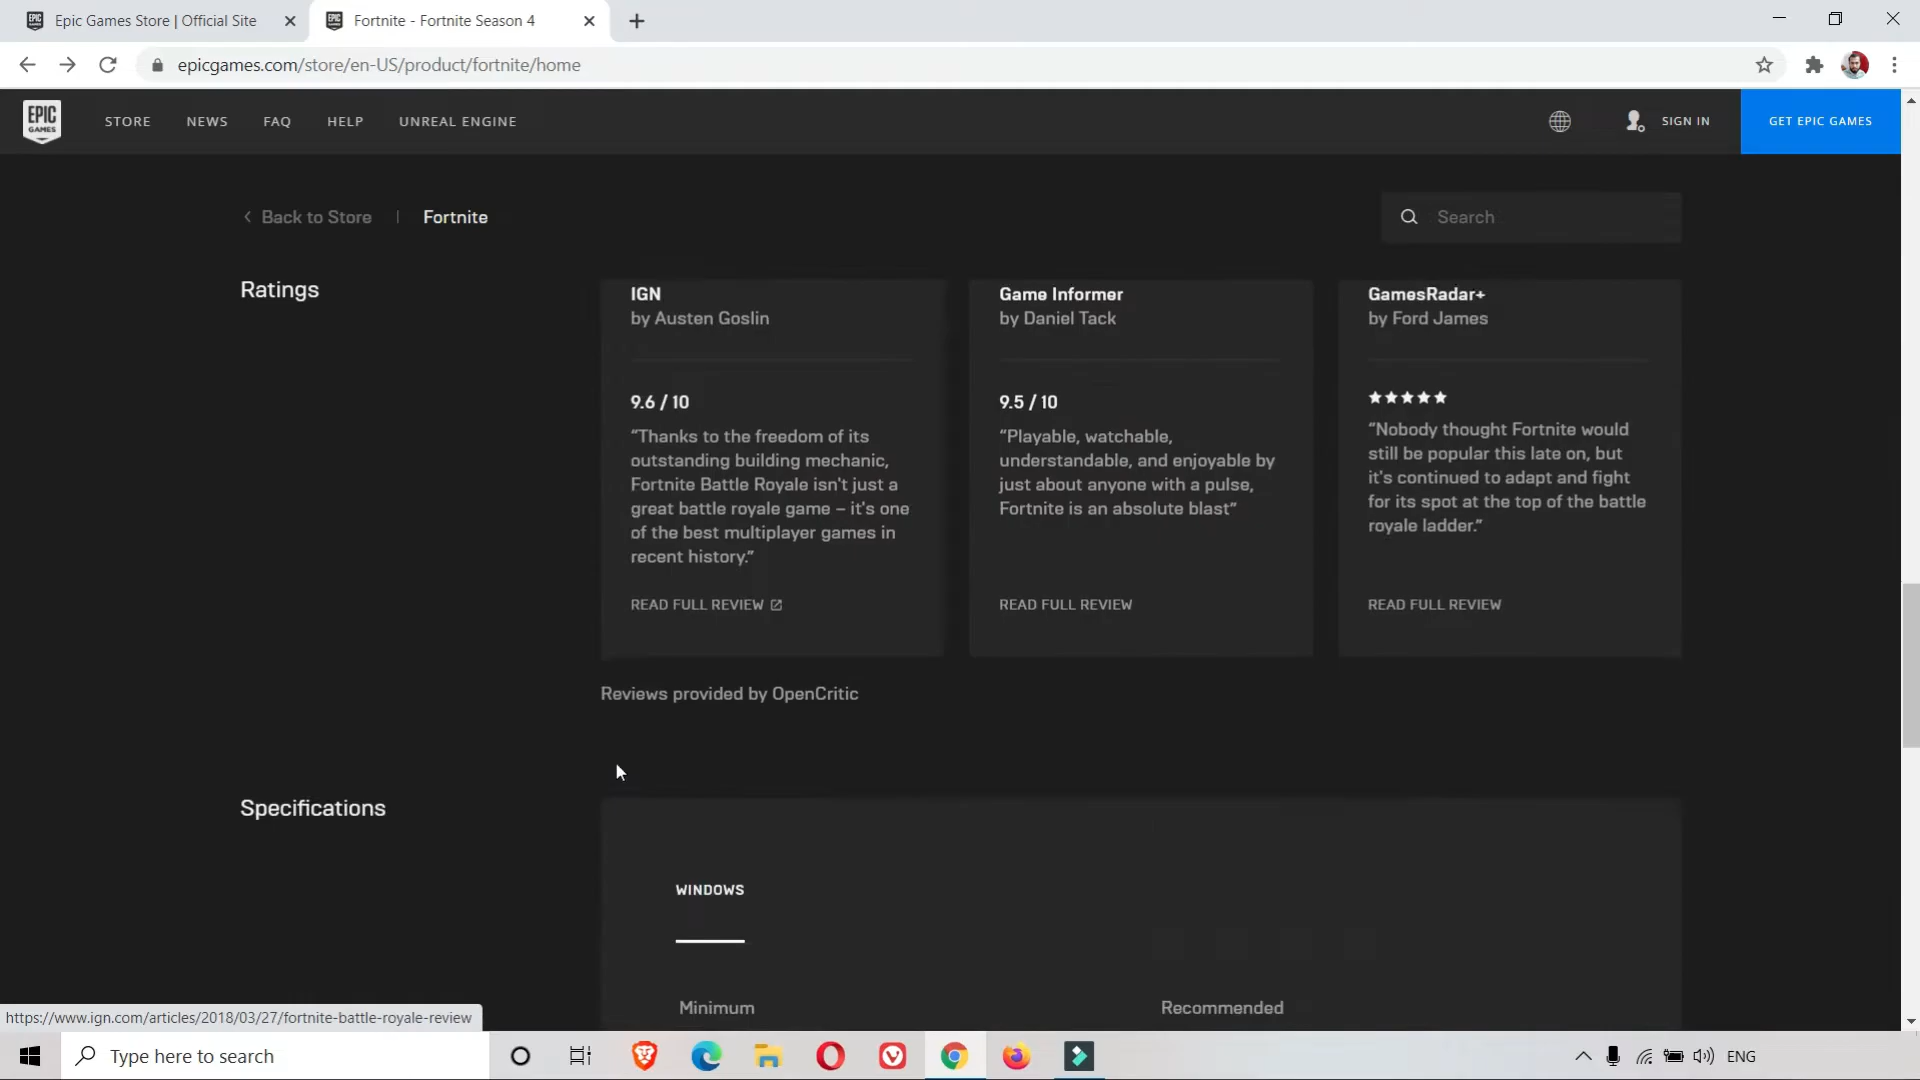 Epic Games Store | Official Site
Fortnite - Fortnite Season 4
epicgames.com/store/en-US/product/fortnite/home
EPIC GAMES
STORE NEWS FAQ HELP UNREAL ENGINE
SIGN IN
GET EPIC GAMES
Back to Store | Fortnite
Search
Ratings
IGN
by Austen Goslin
9.6 / 10
“Thanks to the freedom of its
outstanding building mechanic,
Fortnite Battle Royale isn't just a
great battle royale game – it's one
of the best multiplayer games in
recent history.”
READ FULL REVIEW
Game Informer
by Daniel Tack
9.5 / 10
“Playable, watchable,
understandable, and enjoyable by
just about anyone with a pulse,
Fortnite is an absolute blast”
READ FULL REVIEW
GamesRadar+
by Ford James
★★★★★
“Nobody thought Fortnite would
still be popular this late on, but
it's continued to adapt and fight
for its spot at the top of the battle
royale ladder.”
READ FULL REVIEW
Reviews provided by OpenCritic
Specifications
WINDOWS
Minimum
Recommended
https://www.ign.com/articles/2018/03/27/fortnite-battle-royale-review
Type here to search
ENG